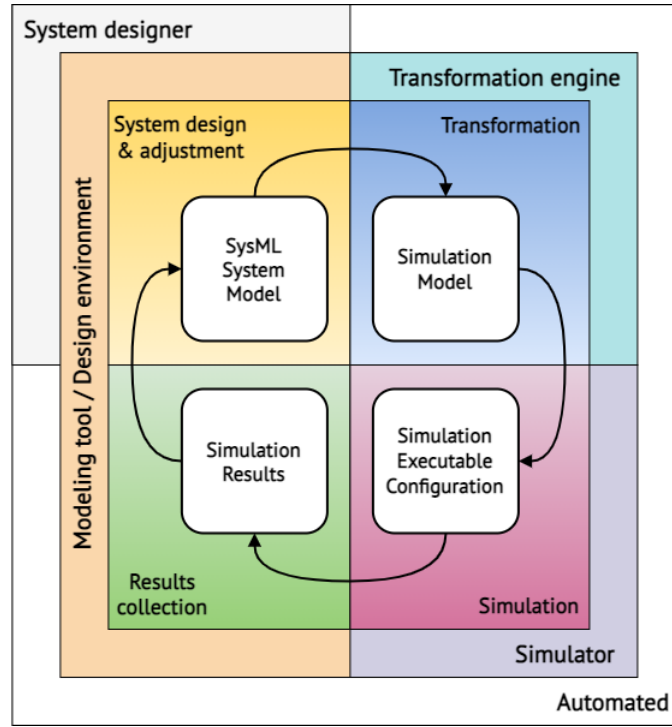 System designer
Transformation engine
System design
& adjustment
Transformation
Modeling tool / Design environment
SysML
System
Model
Simulation
Model
Simulation
Results
Simulation
Executable
Configuration
Results
collection
Simulation
Simulator
Automated